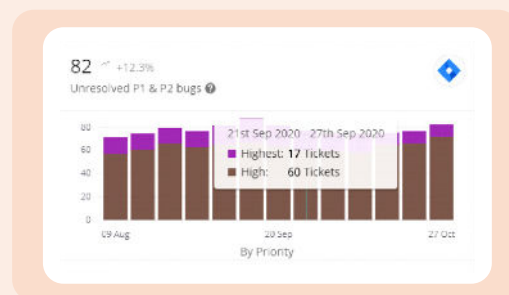 82 +12.3%
Unresolved P1 & P2 bugs ?
80
60
40
20
0
21st Sep 2020 - 27th Sep 2020
Highest: 17 Tickets
High: 60 Tickets
09 Aug 20 Sep 27 Oct
By Priority